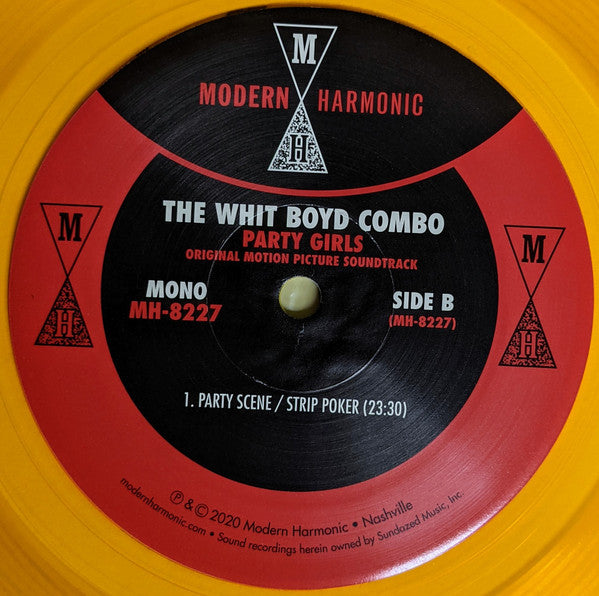 M
MODERN HARMONIC
H
THE WHIT BOYD COMBO
PARTY GIRLS
ORIGINAL MOTION PICTURE SOUNDTRACK
MONO
MH-8227
SIDE B
(MH-8227)
1. PARTY SCENE / STRIP POKER (23:30)
M
H
M
H
℗ & © 2020 Modern Harmonic • Nashville
modernharmonic.com • Sound recordings herein owned by Sundazed Music, Inc.